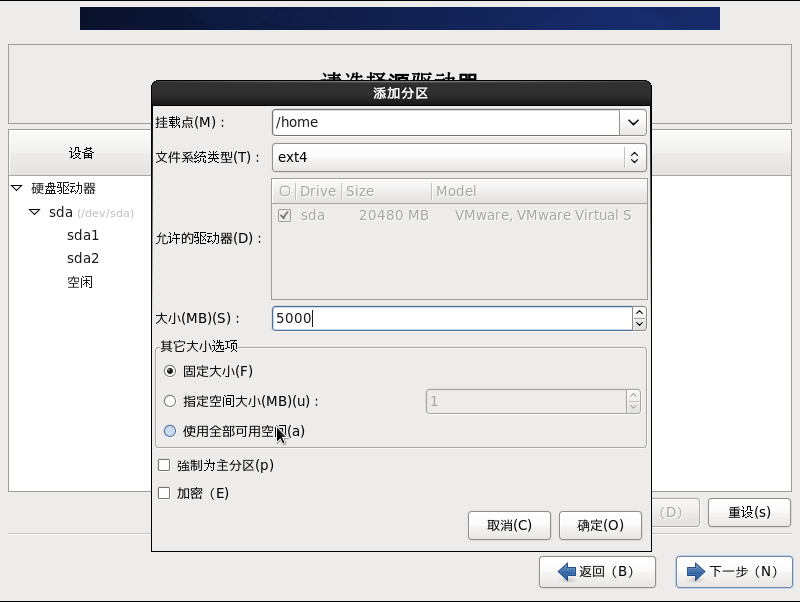 请选择源驱动器
添加分区
挂载点(M)：
/home
文件系统类型(T)：
ext4
允许的驱动器(D)：
Drive Size Model
sda 20480 MB VMware, VMware Virtual S
大小(MB)(S)：
5000
其它大小选项
固定大小(F)
指定空间大小(MB)(u)：
1
使用全部可用空间(a)
強制为主分区(p)
加密（E)
取消(C)
确定(O)
设备
硬盘驱动器
sda (/dev/sda)
sda1
sda2
空闲
(D)
重设(s)
返回（B）
下一步（N）